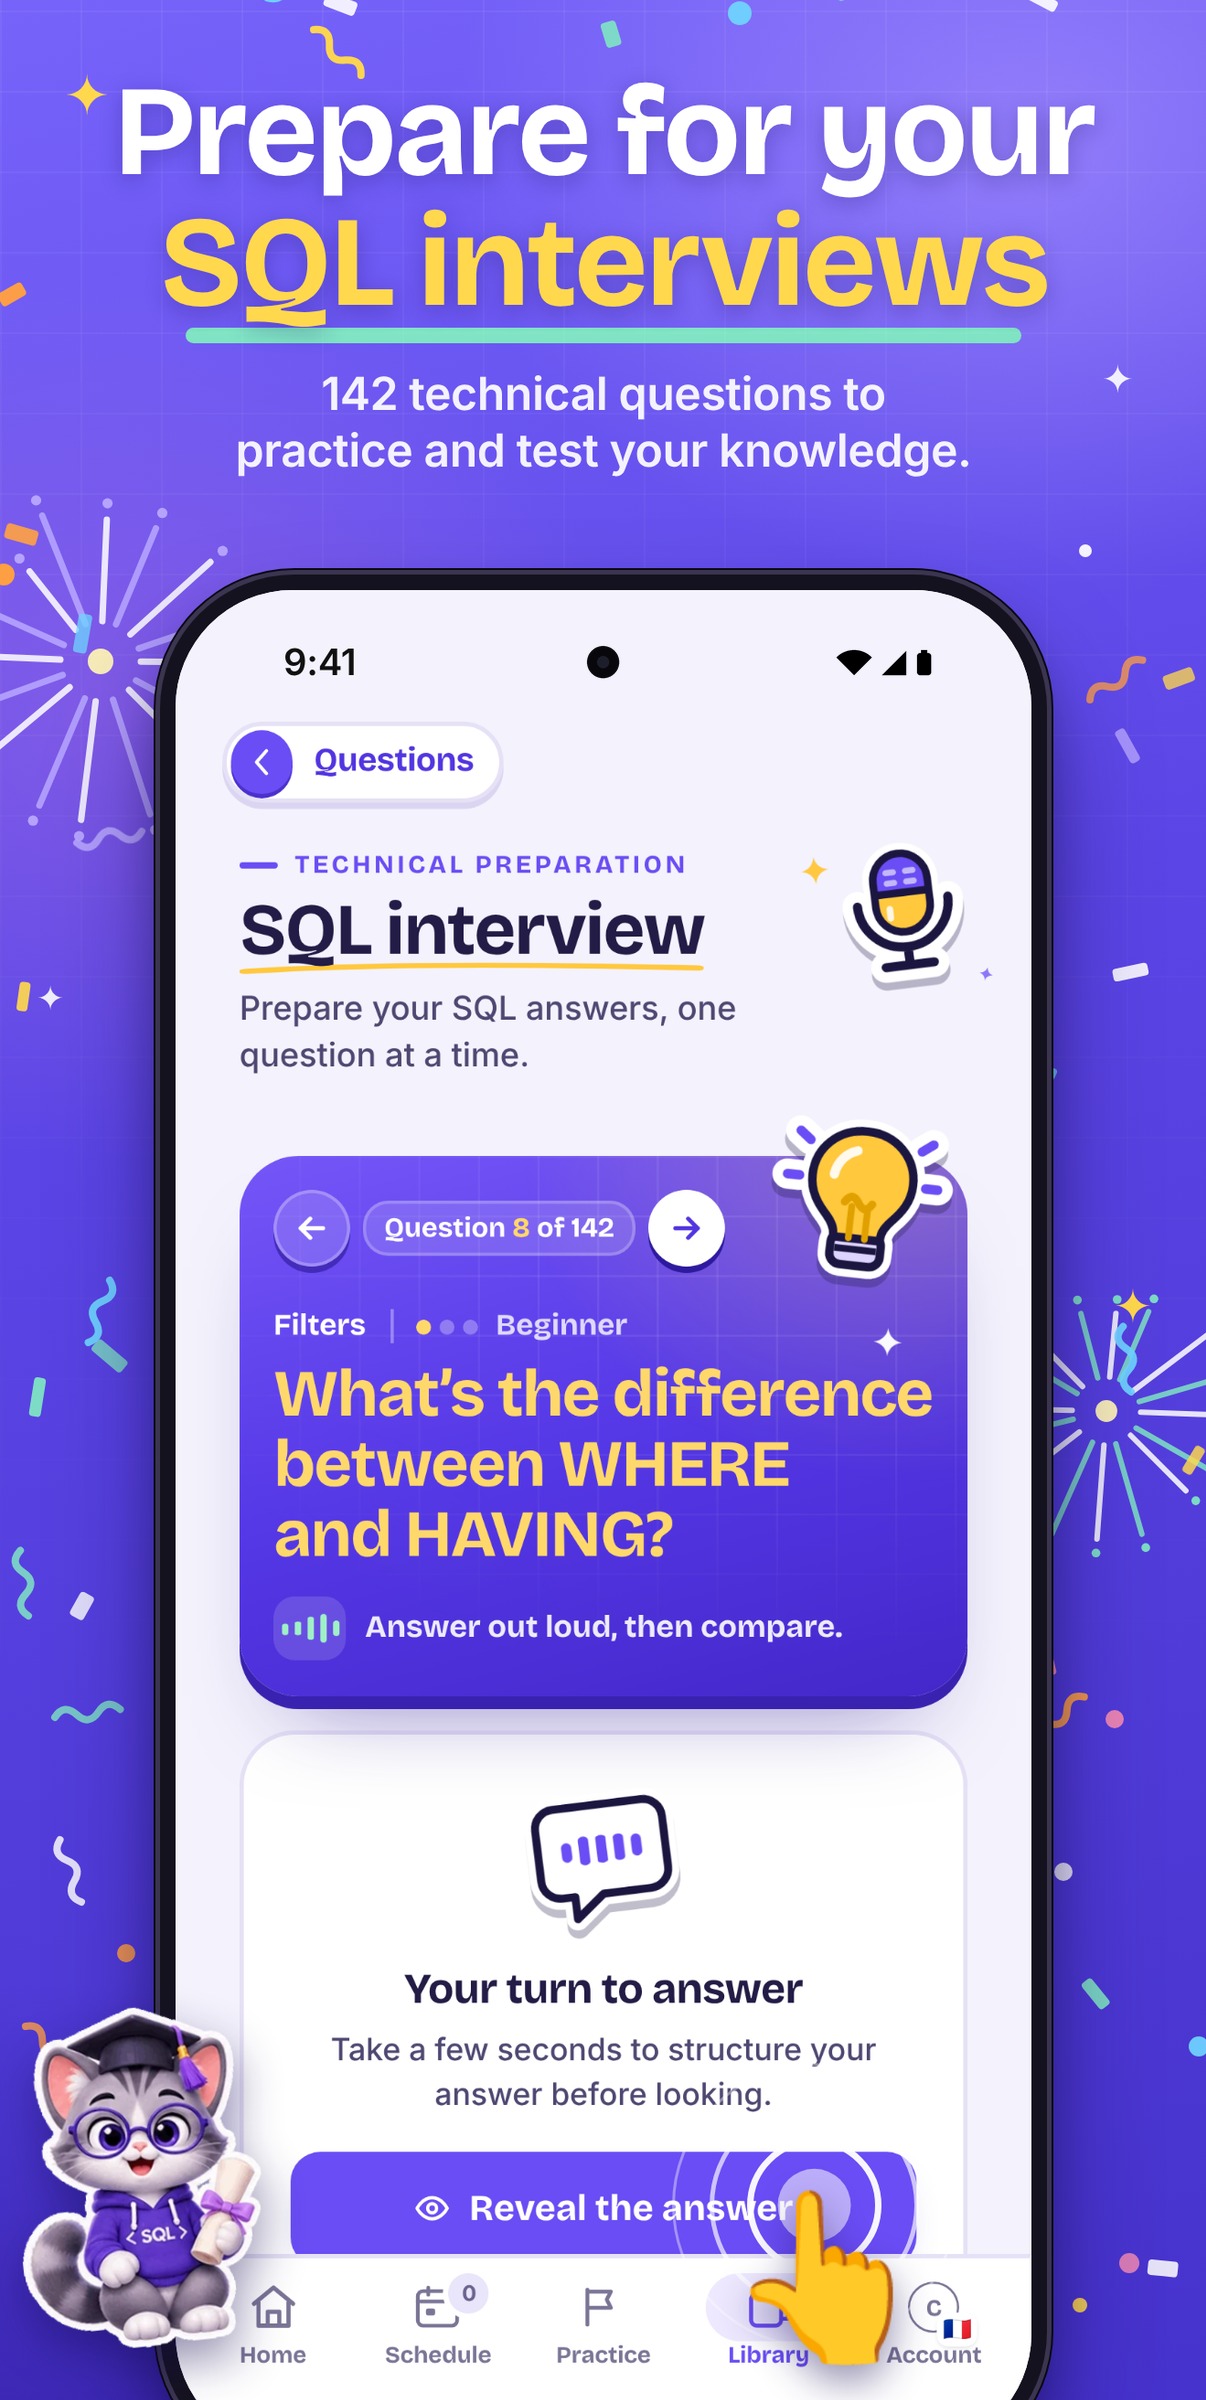 Prepare for your
SQL interviews
142 technical questions to
practice and test your knowledge.
9:41
Questions
TECHNICAL PREPARATION
SQL interview
Prepare your SQL answers, one
question at a time.
Question 8 of 142
Filters | Beginner
What's the difference
between WHERE
and HAVING?
Answer out loud, then compare.
Your turn to answer
Take a few seconds to structure your
answer before looking.
Reveal the answer
< SQL >
0
C
Home
Schedule
Practice
Library
Account